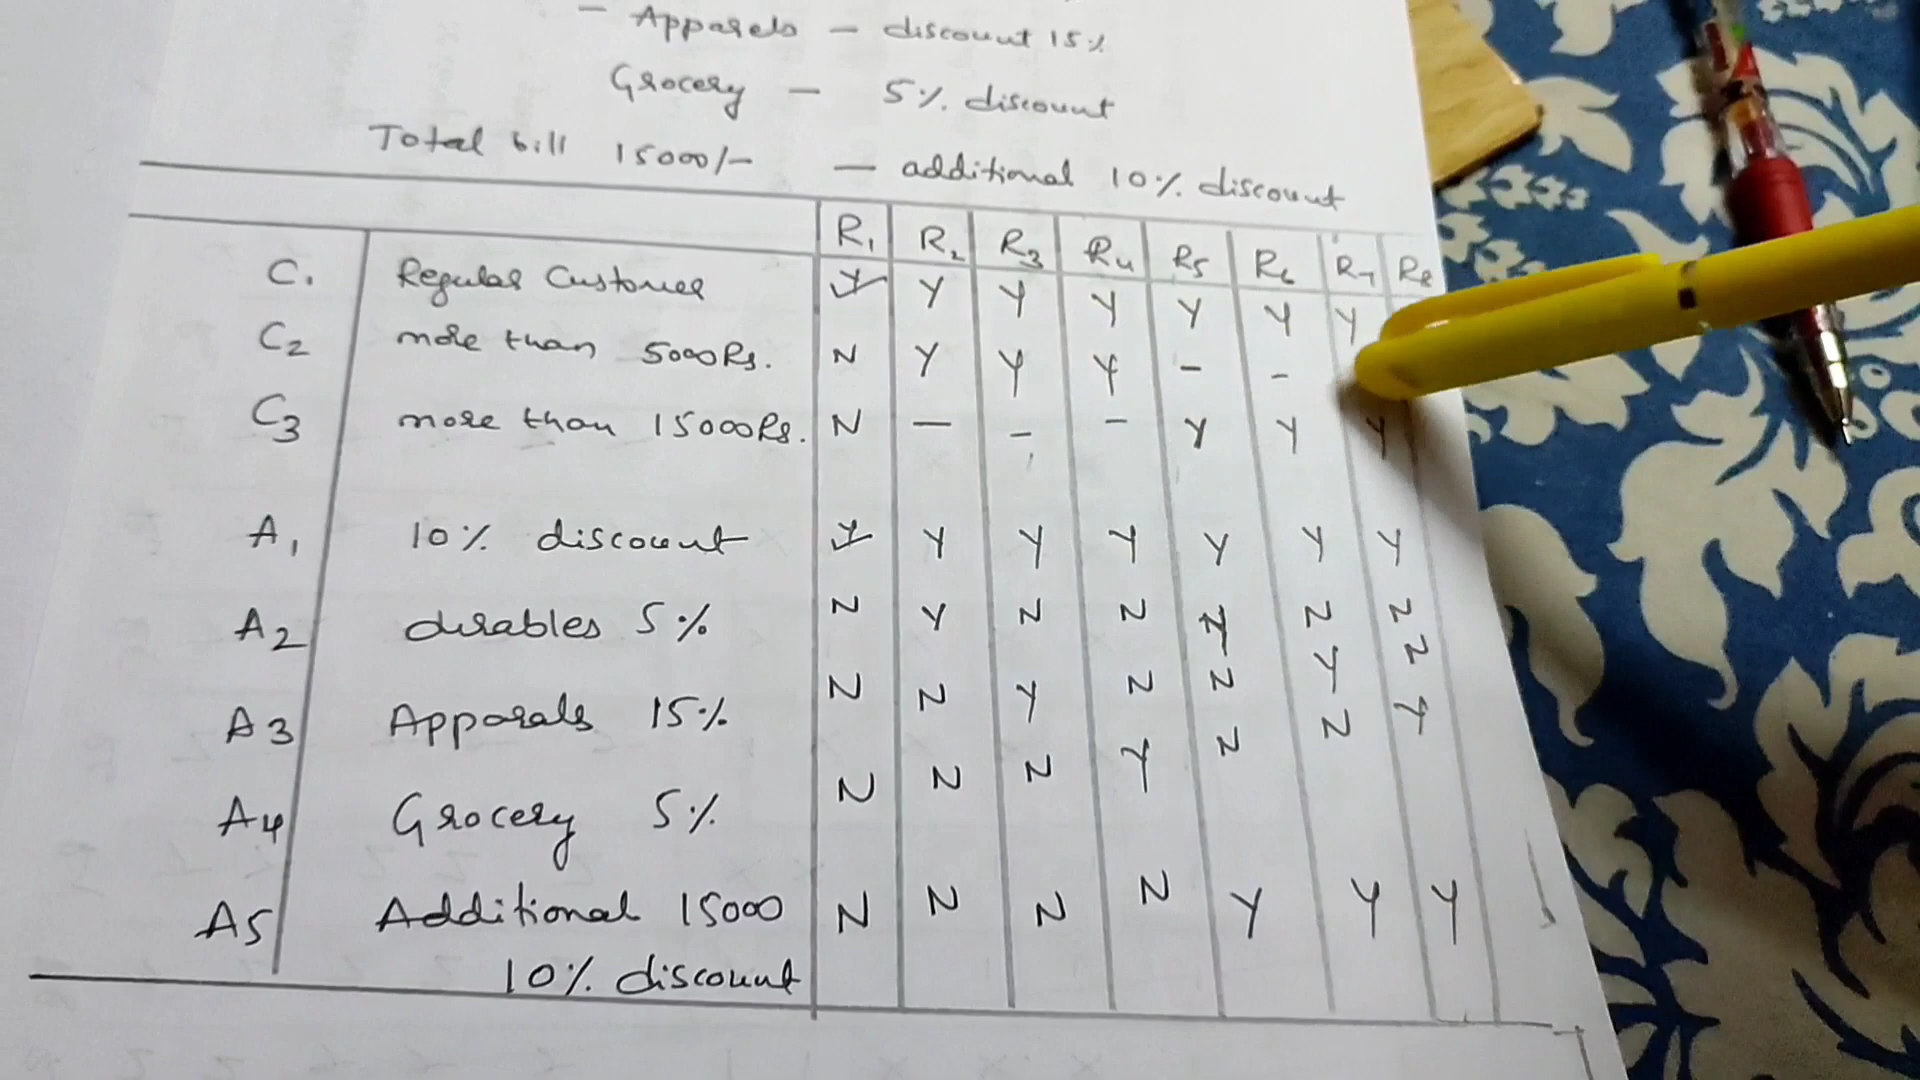 - Apparels - discount 15%
Grocery - 5% discount
Total bill 15000/- - additional 10% discount
R1 R2 R3 R4 R5 R6 R7 R8
C1 Regular Customer Y Y Y Y Y Y Y
C2 more than 5000Rs. N Y Y Y - -
C3 more than 15000Rs. N - - - Y Y Y
A1 10% discount Y Y Y Y Y Y Y
A2 durables 5% N Y N N Y N N
A3 Apparals 15% N N Y N N Y N
A4 Grocery 5% N N N Y N N Y
A5 Additional 15000 N N N N Y Y Y
10% discount